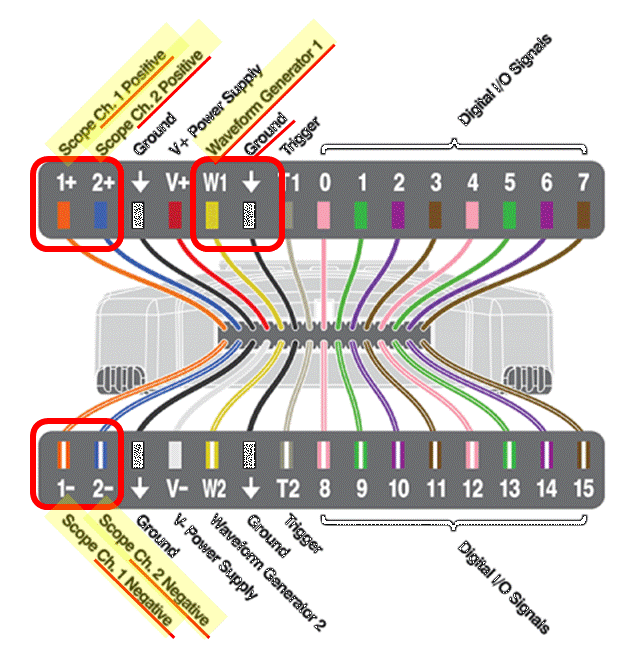 Scope Ch. 1 Positive
Scope Ch. 2 Positive
Ground
V+ Power Supply
Waveform Generator 1
Ground
Trigger
Digital I/O Signals
1+ 2+ ↓ V+ W1 ↓ T1 0 1 2 3 4 5 6 7
1- 2- ↓ V- W2 ↓ T2 8 9 10 11 12 13 14 15
Scope Ch. 1 Negative
Scope Ch. 2 Negative
Ground
V- Power Supply
Waveform Generator 2
Ground
Trigger
Digital I/O Signals